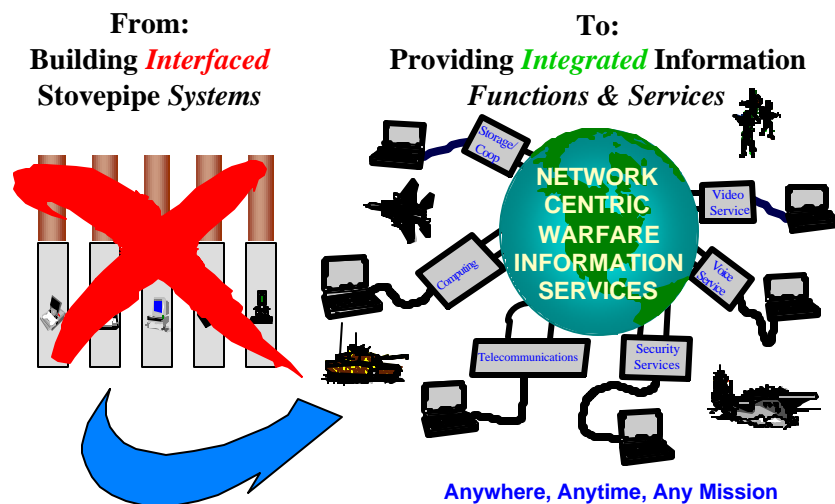 From:
Building Interfaced
Stovepipe Systems
To:
Providing Integrated Information
Functions & Services
Storage/
Coop
NETWORK
CENTRIC
WARFARE
INFORMATION
SERVICES
Video
Service
Voice
Service
Computing
Telecommunications
Security
Services
Anywhere, Anytime, Any Mission